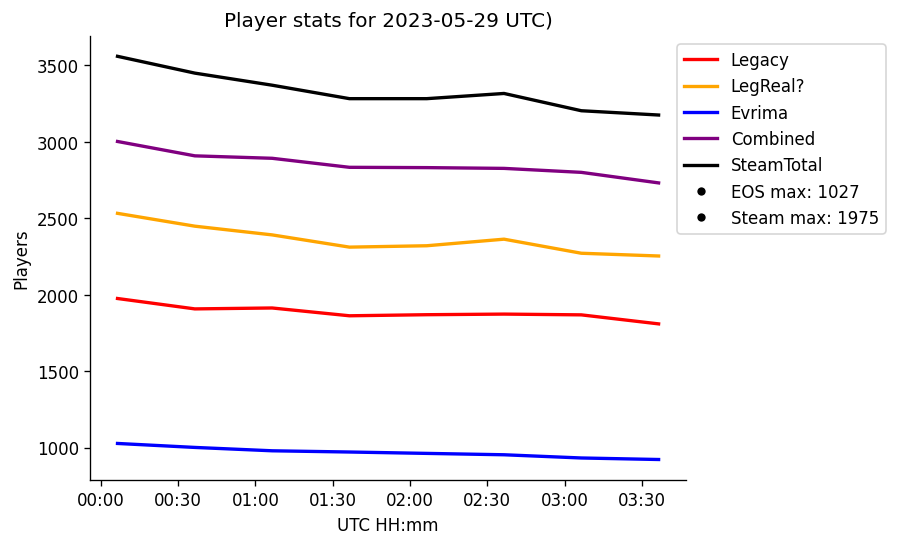 Player stats for 2023-05-29 UTC)
3500
3000
2500
2000
1500
1000
Players
00:00 00:30 01:00 01:30 02:00 02:30 03:00 03:30
UTC HH:mm
Legacy
LegReal?
Evrima
Combined
SteamTotal
EOS max: 1027
Steam max: 1975